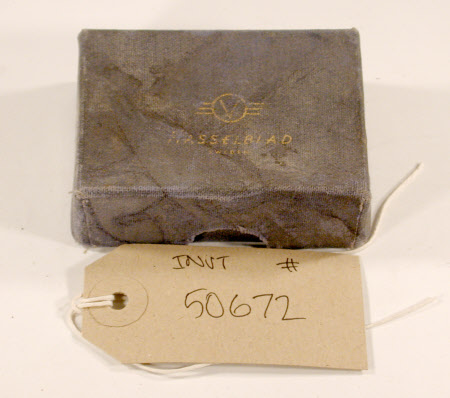 V
HASSELBLAD
INVT #
50672